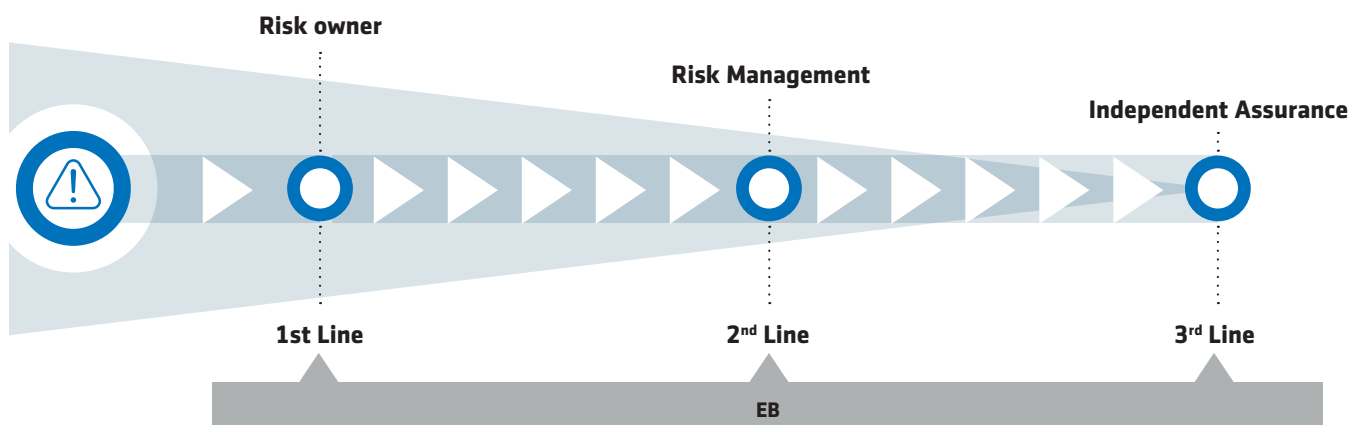 Risk owner
Risk Management
Independent Assurance
1st Line
2nd Line
3rd Line
EB